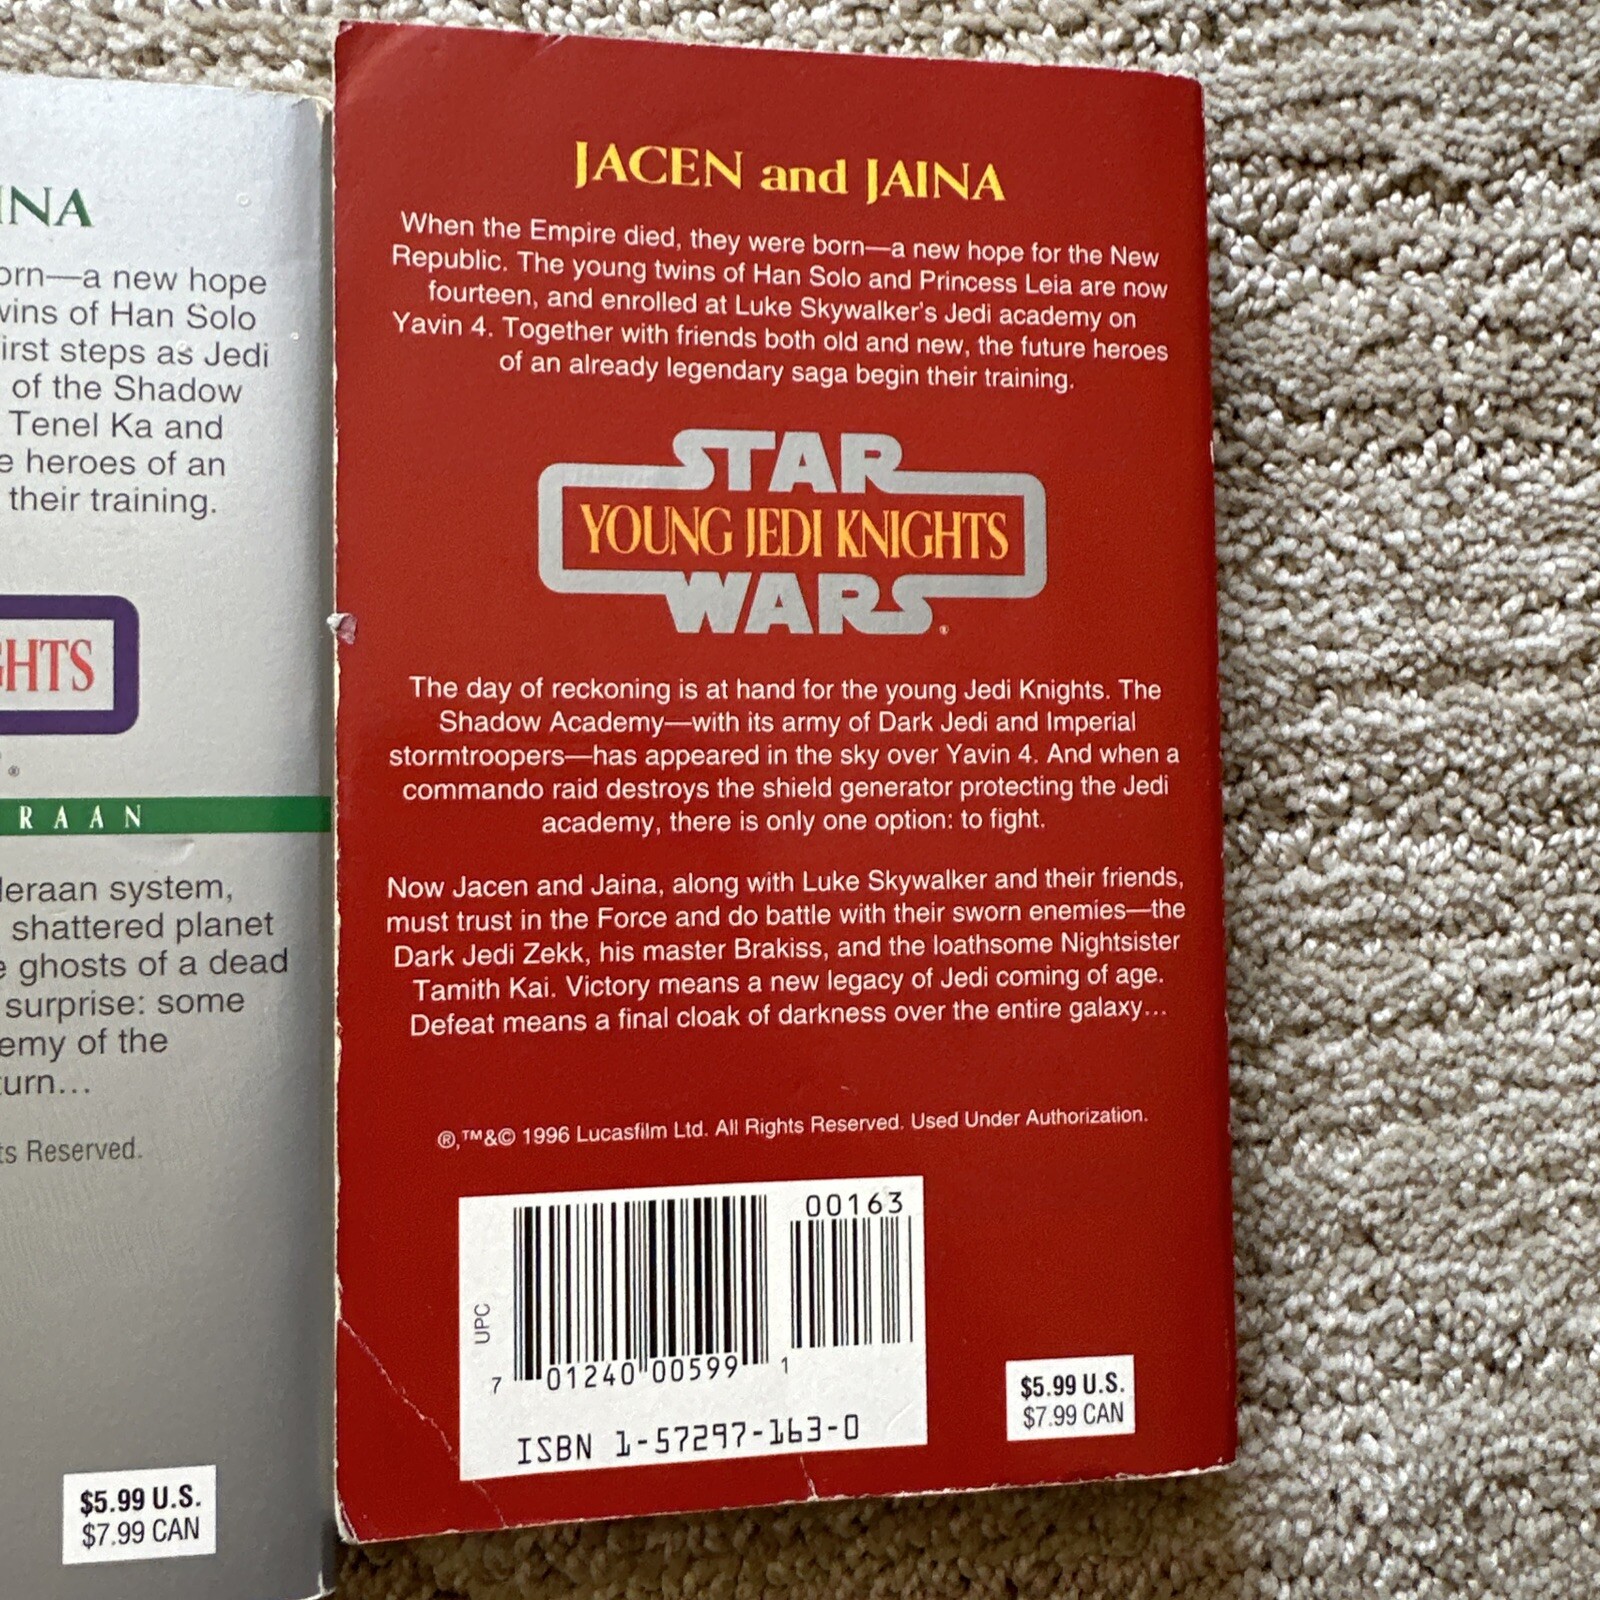 INA
orn—a new hope
wins of Han Solo
irst steps as Jedi
of the Shadow
Tenel Ka and
e heroes of an
their training.
GHTS
®
RAAN
leraan system,
shattered planet
e ghosts of a dead
surprise: some
emy of the
turn...
ts Reserved.
$5.99 U.S.
$7.99 CAN
JACEN and JAINA
When the Empire died, they were born—a new hope for the New
Republic. The young twins of Han Solo and Princess Leia are now
fourteen, and enrolled at Luke Skywalker's Jedi academy on
Yavin 4. Together with friends both old and new, the future heroes
of an already legendary saga begin their training.
STAR
YOUNG JEDI KNIGHTS
WARS®
The day of reckoning is at hand for the young Jedi Knights. The
Shadow Academy—with its army of Dark Jedi and Imperial
stormtroopers—has appeared in the sky over Yavin 4. And when a
commando raid destroys the shield generator protecting the Jedi
academy, there is only one option: to fight.
Now Jacen and Jaina, along with Luke Skywalker and their friends,
must trust in the Force and do battle with their sworn enemies—the
Dark Jedi Zekk, his master Brakiss, and the loathsome Nightsister
Tamith Kai. Victory means a new legacy of Jedi coming of age.
Defeat means a final cloak of darkness over the entire galaxy...
®,™&© 1996 Lucasfilm Ltd. All Rights Reserved. Used Under Authorization.
00163
UPC
7 01240 00599 1
ISBN 1-57297-163-0
$5.99 U.S.
$7.99 CAN